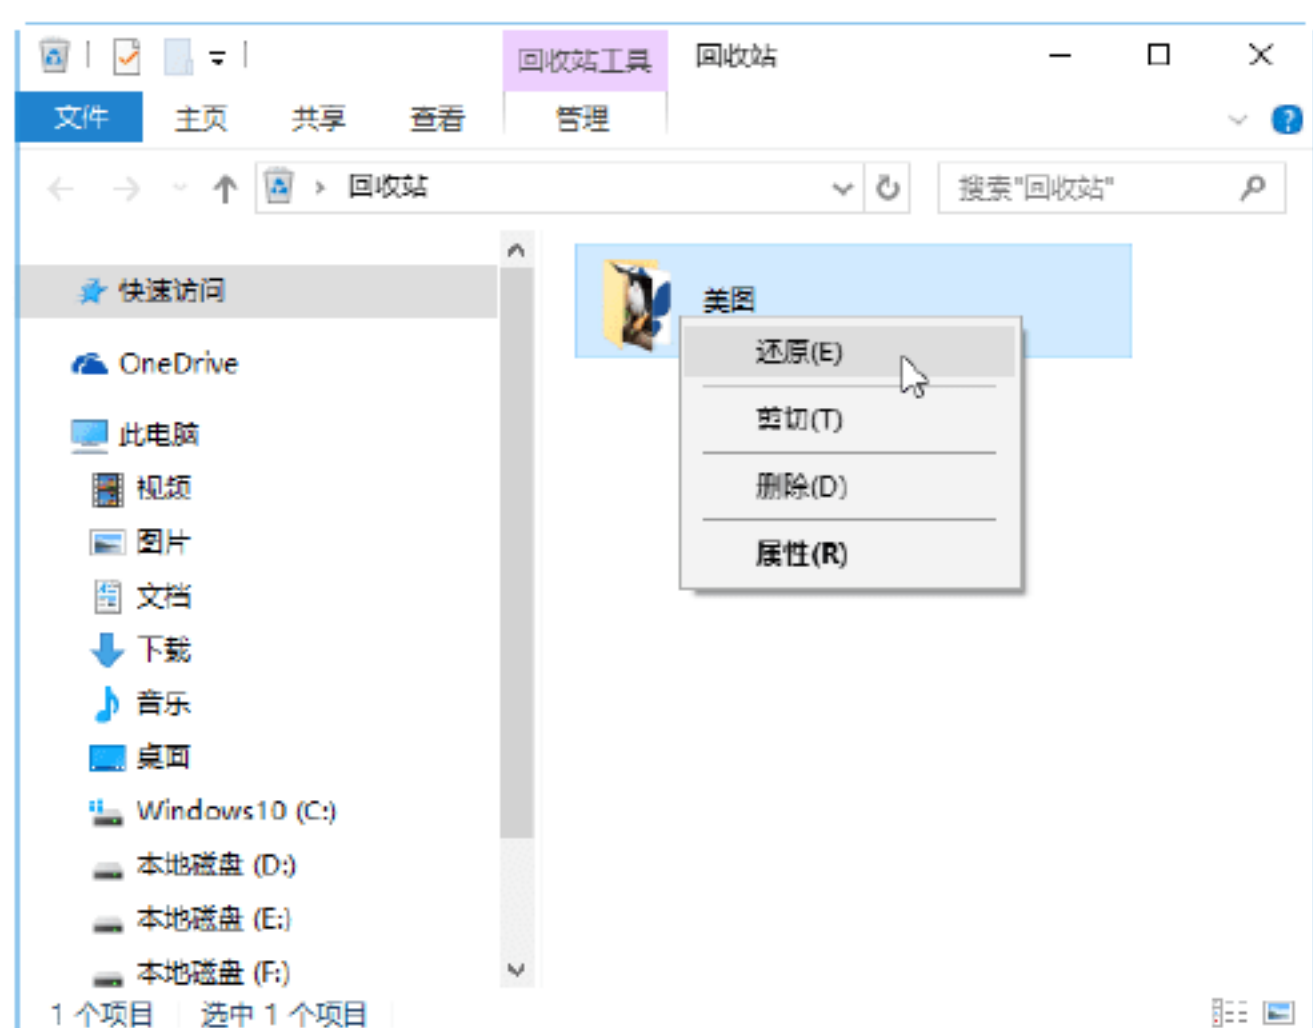 回收站工具 回收站
文件 主页 共享 查看 管理
回收站 搜索"回收站"
快速访问
OneDrive
此电脑
视频
图片
文档
下载
音乐
桌面
Windows10 (C:)
本地磁盘 (D:)
本地磁盘 (E:)
本地磁盘 (F:)
美图
还原(E)
剪切(T)
删除(D)
属性(R)
1 个项目 选中 1 个项目